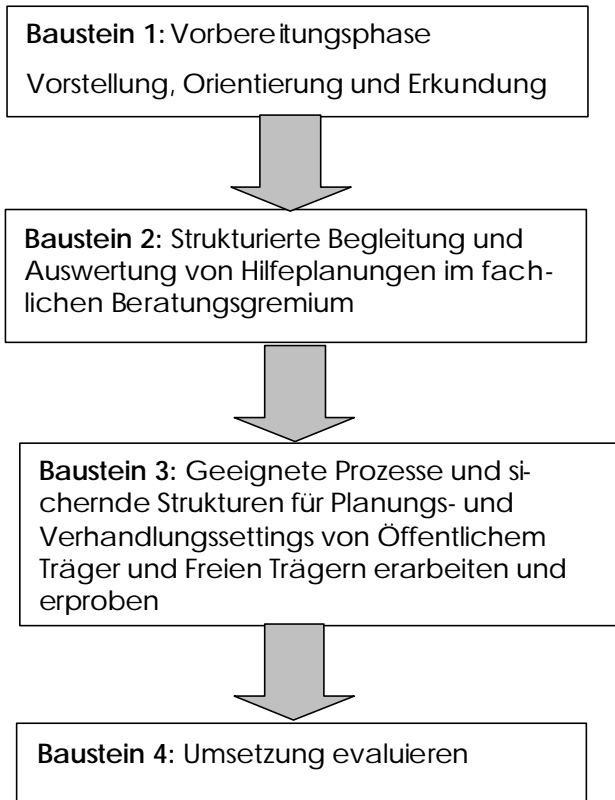 Baustein 1: Vorbereitungsphase
Vorstellung, Orientierung und Erkundung
Baustein 2: Strukturierte Begleitung und
Auswertung von Hilfeplanungen im fach-
lichen Beratungsgremium
Baustein 3: Geeignete Prozesse und si-
chernde Strukturen für Planungs- und
Verhandlungssettings von Öffentlichem
Träger und Freien Trägern erarbeiten und
erproben
Baustein 4: Umsetzung evaluieren